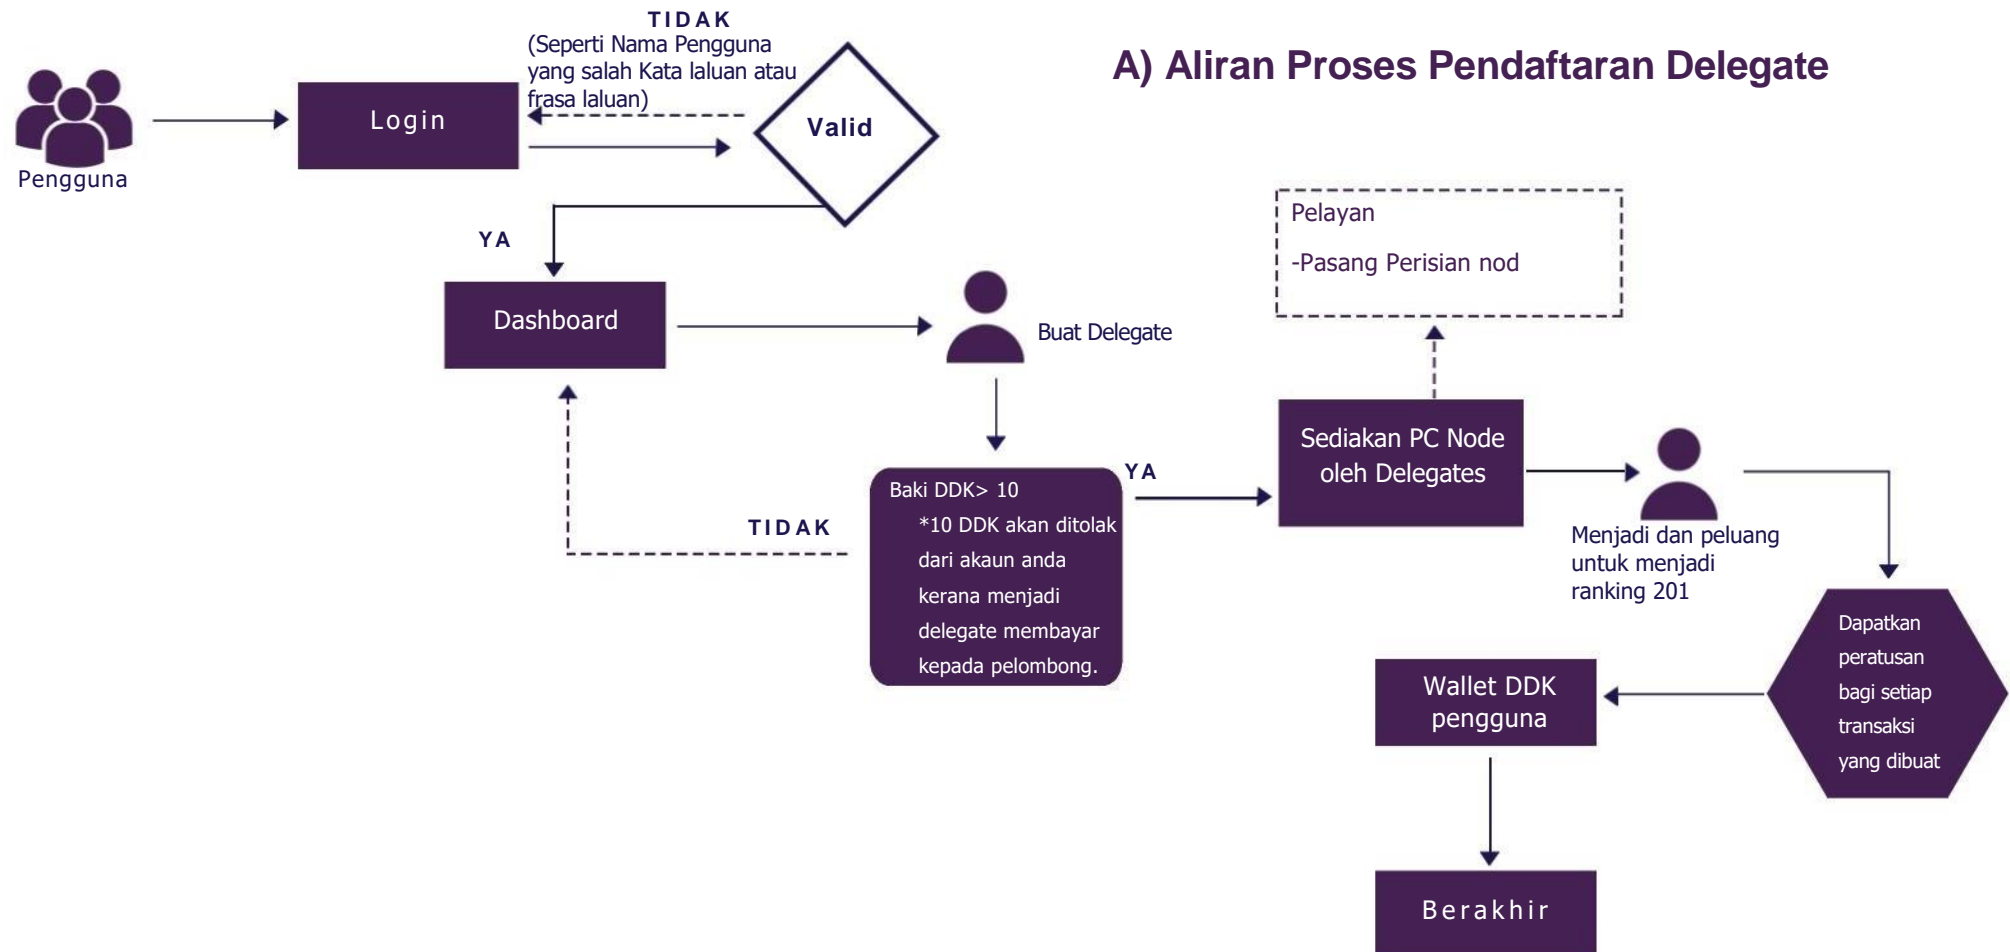 A) Aliran Proses Pendaftaran Delegate
TIDAK
(Seperti Nama Pengguna
yang salah Kata laluan atau
frasa laluan)
Pengguna
Login
Valid
YA
Dashboard
Buat Delegate
Pelayan
-Pasang Perisian nod
TIDAK
Baki DDK> 10
*10 DDK akan ditolak
dari akaun anda
kerana menjadi
delegate membayar
kepada pelombong.
YA
Sediakan PC Node
oleh Delegates
Menjadi dan peluang
untuk menjadi
ranking 201
Dapatkan
peratusan
bagi setiap
transaksi
yang dibuat
Wallet DDK
pengguna
Berakhir